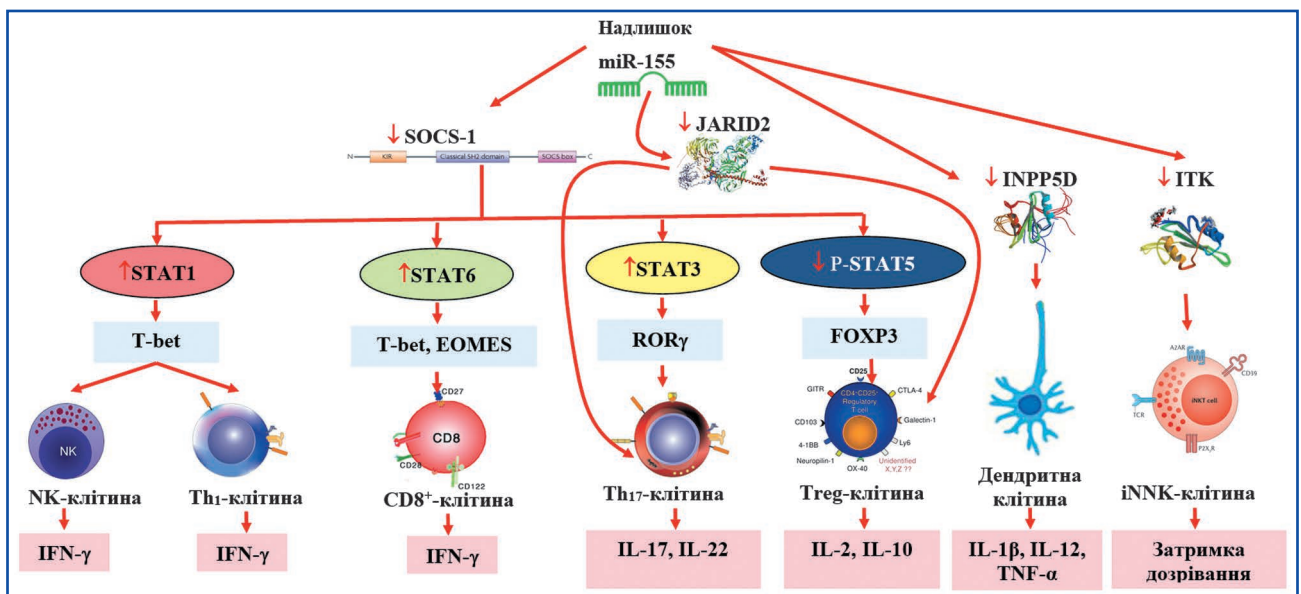 Надлишок
miR-155
↓ SOCS-1
N
KIR
Classical SH2 domain
SOCS box
C
↓ JARID2
↓ INPP5D
↓ ITK
↑STAT1
↑STAT6
↑STAT3
↓ P-STAT5
T-bet
T-bet, EOMES
RORγ
FOXP3
NK
CD27
CD8
CD28
CD122
CD25
GITR
CTLA-4
CD4+CD25+
Regulatory
T cell
CD103
Galectin-1
4-1BB
Ly6
Neuropilin-1
OX-40
Unidentified
X,Y,Z ??
A2AR
CD19
iNKT cell
TCR
P2X₇R
NK-клітина
Th₁-клітина
CD8⁺-клітина
Th₁₇-клітина
Treg-клітина
Дендритна
клітина
iNNK-клітина
IFN-γ
IFN-γ
IFN-γ
IL-17, IL-22
IL-2, IL-10
IL-1β, IL-12,
TNF-α
Затримка
дозрівання